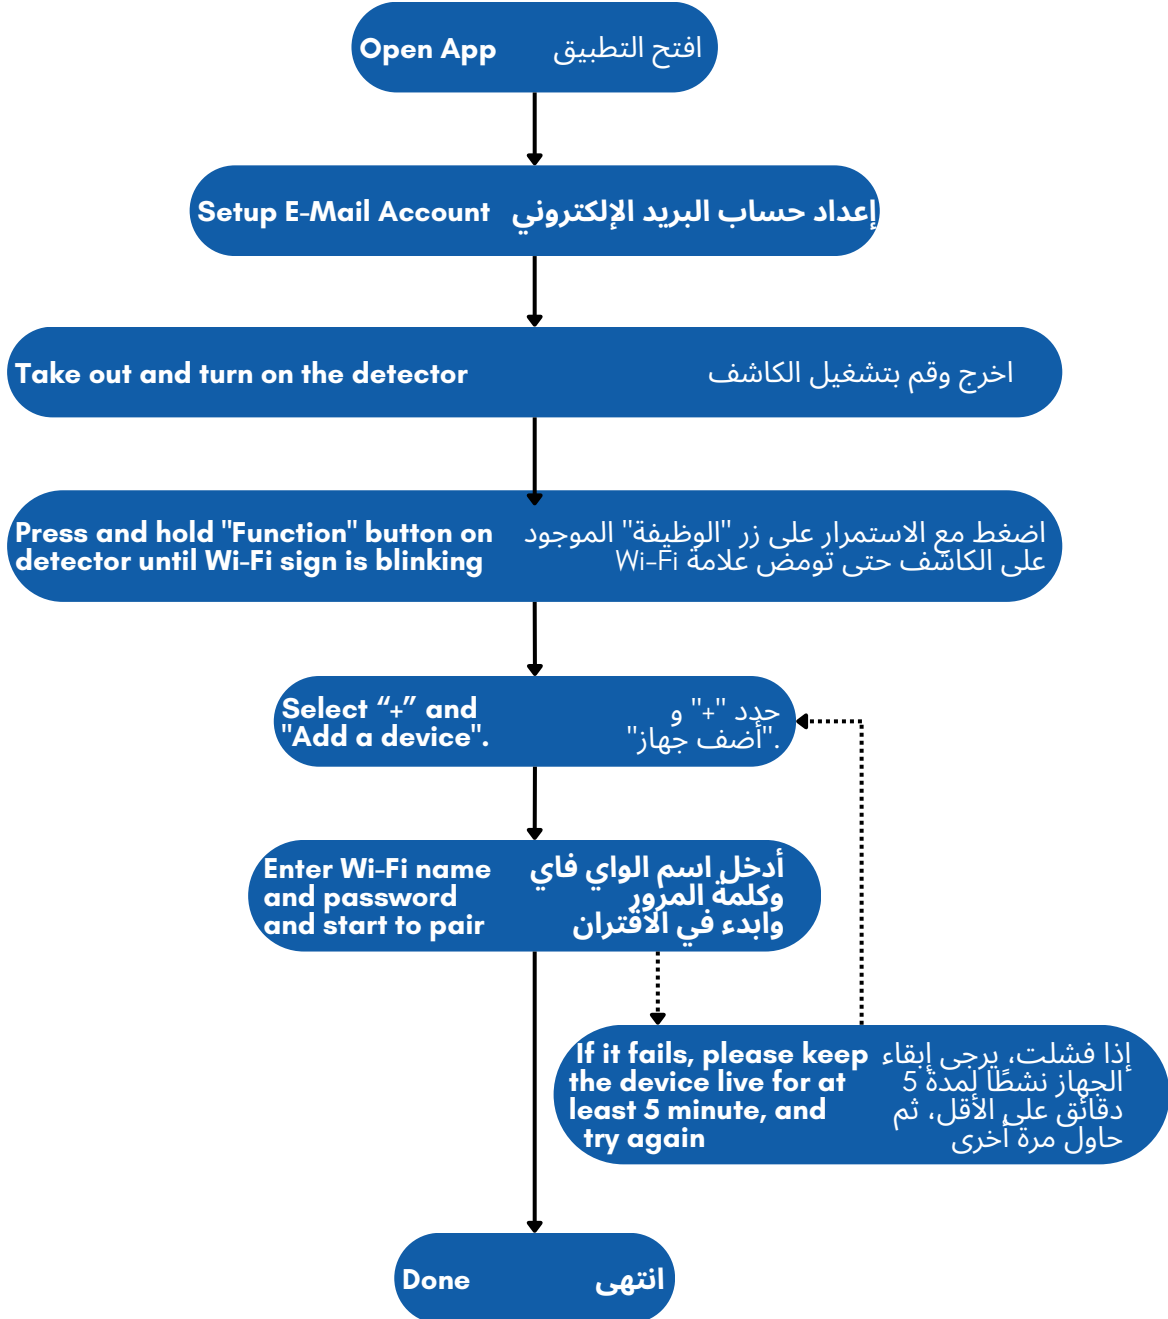 Open App
افتح التطبيق
Setup E-Mail Account
إعداد حساب البريد الإلكتروني
Take out and turn on the detector
اخرج وقم بتشغيل الكاشف
Press and hold "Function" button on
detector until Wi-Fi sign is blinking
اضغط مع الاستمرار على زر "الوظيفة" الموجود
على الكاشف حتى تومض علامة Wi-Fi
Select “+” and
"Add a device".
حدد "+" و
"أضف جهاز".
Enter Wi-Fi name
and password
and start to pair
أدخل اسم الواي فاي
وكلمة المرور
وابدء في الاقتران
If it fails, please keep
the device live for at
least 5 minute, and
try again
إذا فشلت، يرجى إبقاء
الجهاز نشطًا لمدة 5
دقائق على الأقل، ثم
حاول مرة أخرى
Done
انتهى